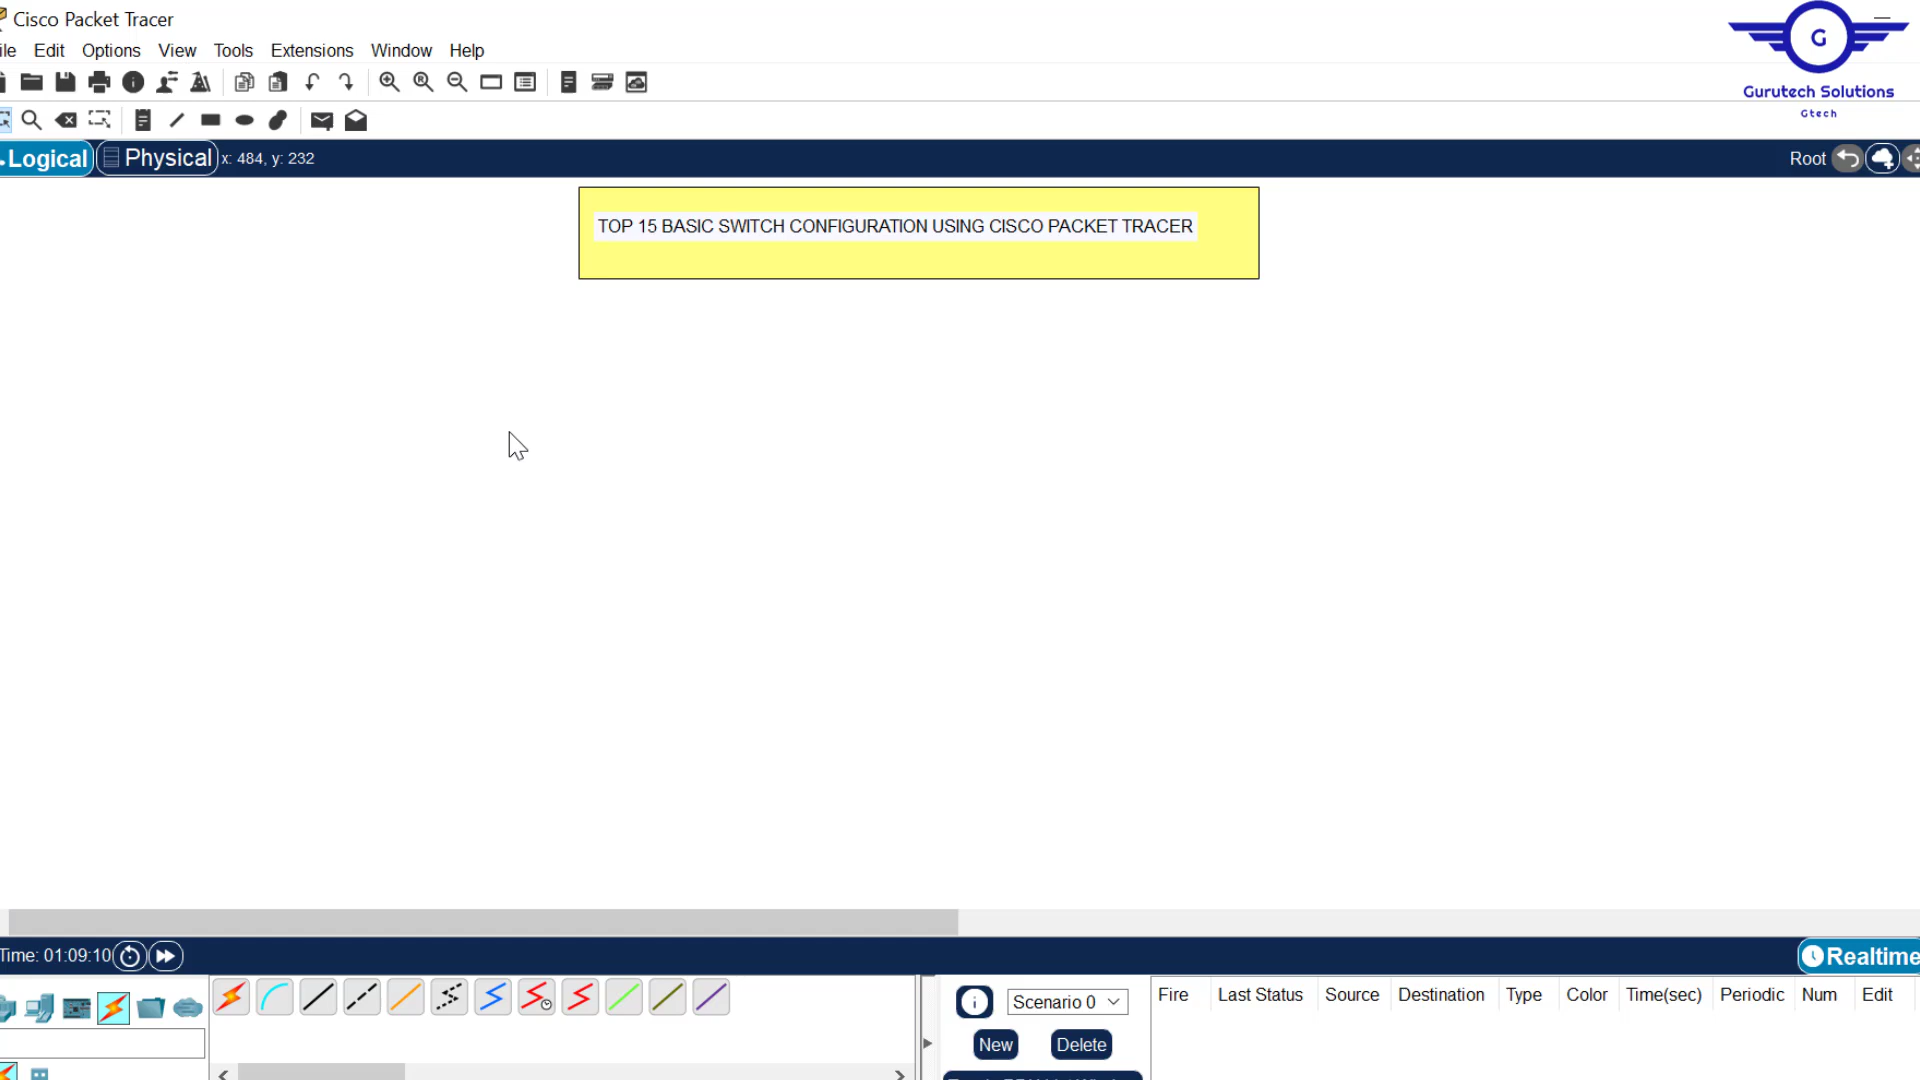 Cisco Packet Tracer
ile Edit Options View Tools Extensions Window Help
G
Gurutech Solutions
Gtech
Logical Physical x: 484, y: 232
Root
TOP 15 BASIC SWITCH CONFIGURATION USING CISCO PACKET TRACER
Time: 01:09:10
Realtime
Scenario 0
Fire Last Status Source Destination Type Color Time(sec) Periodic Num Edit
New Delete